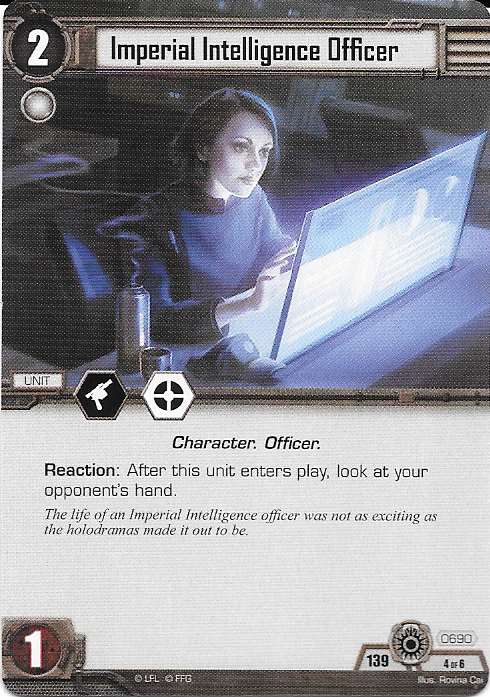 2
Imperial Intelligence Officer
UNIT
Character. Officer.
Reaction: After this unit enters play, look at your
opponent's hand.
The life of an Imperial Intelligence officer was not as exciting as
the holodramas made it out to be.
1
139
0690
4 OF 6
© LFL © FFG
Illus. Rovina Cai